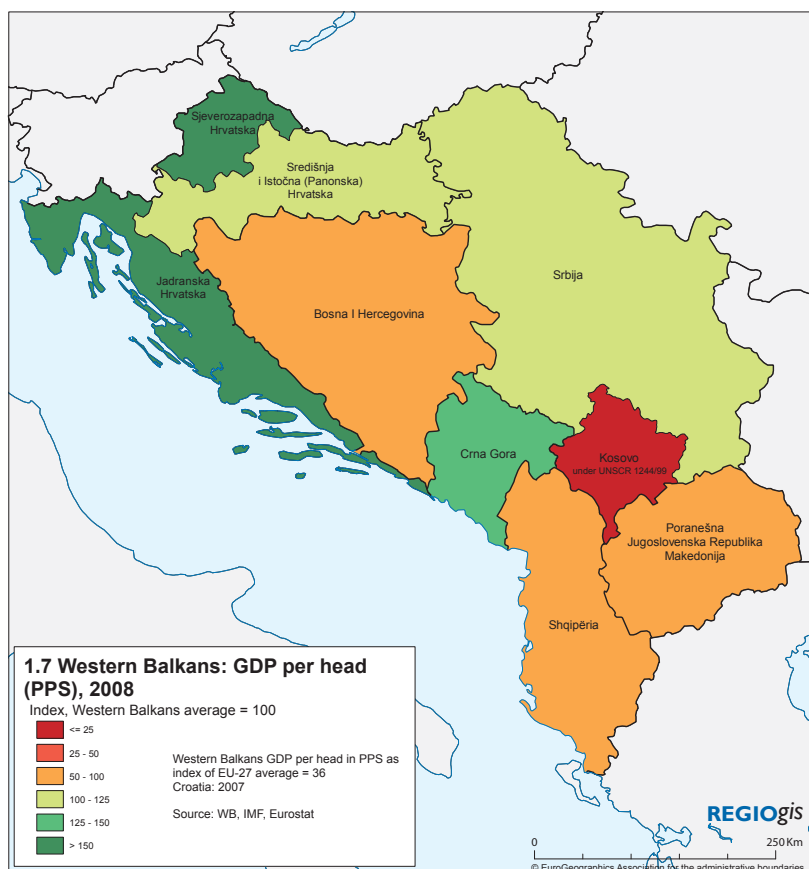 Sjeverozapadna
Hrvatska
Središnja
i Istočna (Panonska)
Hrvatska
Jadranska
Hrvatska
Srbija
Bosna I Hercegovina
Crna Gora
Kosovo
under UNSCR 1244/99
Poranešna
Jugoslovenska Republika
Makedonija
Shqipëria
1.7 Western Balkans: GDP per head
(PPS), 2008
Index, Western Balkans average = 100
<= 25
25 - 50
50 - 100
100 - 125
125 - 150
> 150
Western Balkans GDP per head in PPS as
index of EU-27 average = 36
Croatia: 2007
Source: WB, IMF, Eurostat
REGIOgis
0 250 Km
© EuroGeographics Association for the administrative boundaries